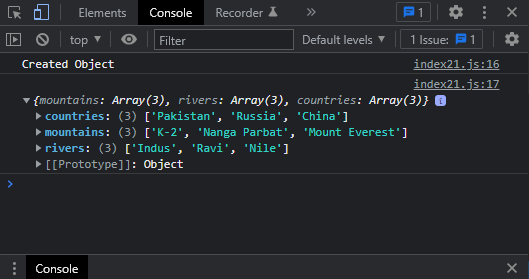 Elements Console Recorder 1
top Filter Default levels 1 Issue: 1
Created Object index21.js:16
index21.js:17
{mountains: Array(3), rivers: Array(3), countries: Array(3)} i
countries: (3) ['Pakistan', 'Russia', 'China']
mountains: (3) ['K-2', 'Nanga Parbat', 'Mount Everest']
rivers: (3) ['Indus', 'Ravi', 'Nile']
[[Prototype]]: Object
Console